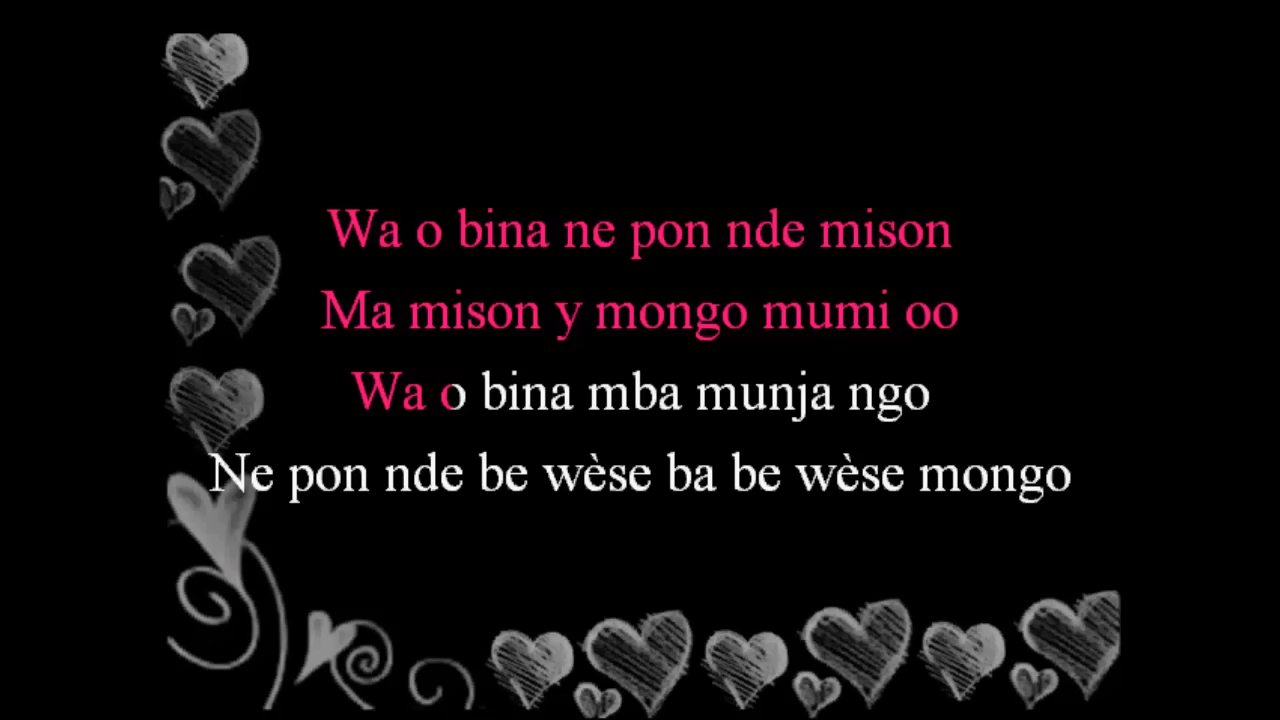 Wa o bina ne pon nde mison
Ma mison y mongo mumi oo
Wa o bina mba munja ngo
Ne pon nde be wèse ba be wèse mongo